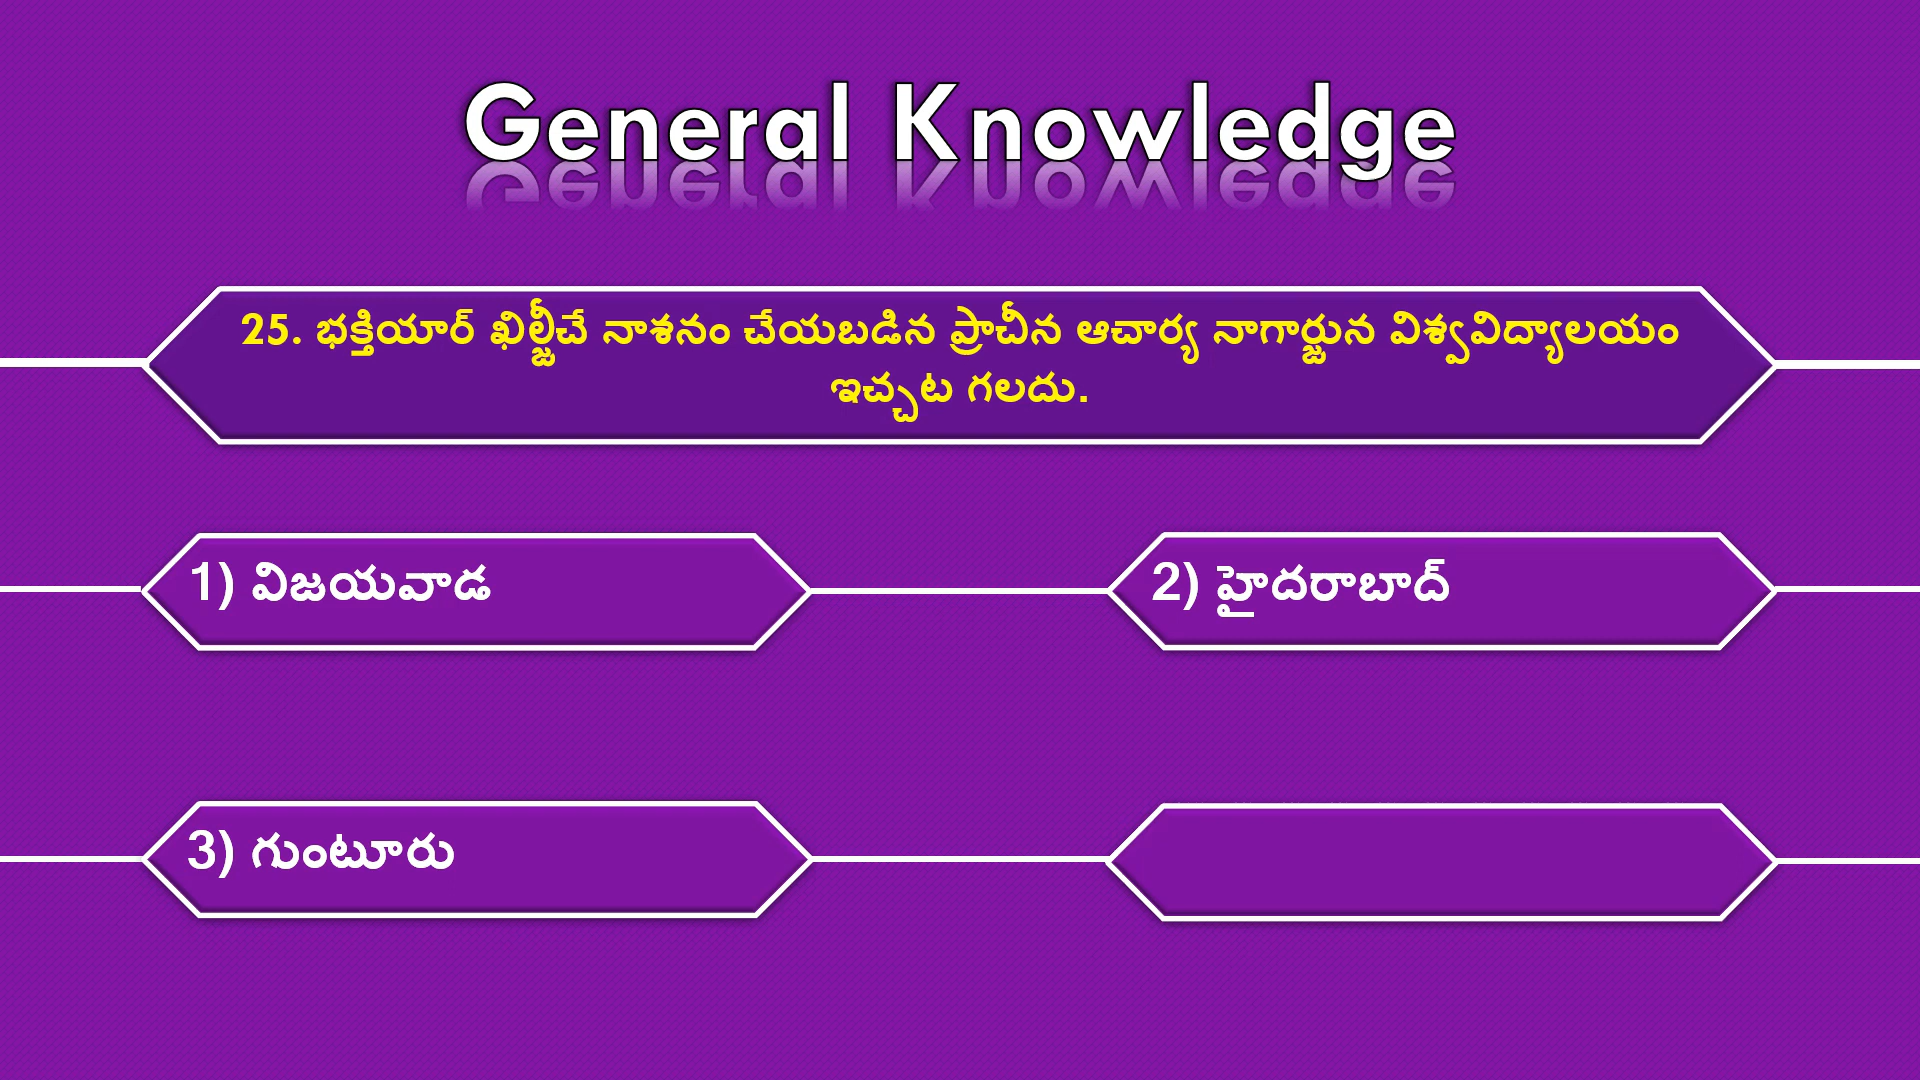 General Knowledge
25. భక్తియార్ ఖిల్జీచే నాశనం చేయబడిన ప్రాచీన ఆచార్య నాగార్జున విశ్వవిద్యాలయం
ఇచ్చట గలదు.
1) విజయవాడ
2) హైదరాబాద్
3) గుంటూరు